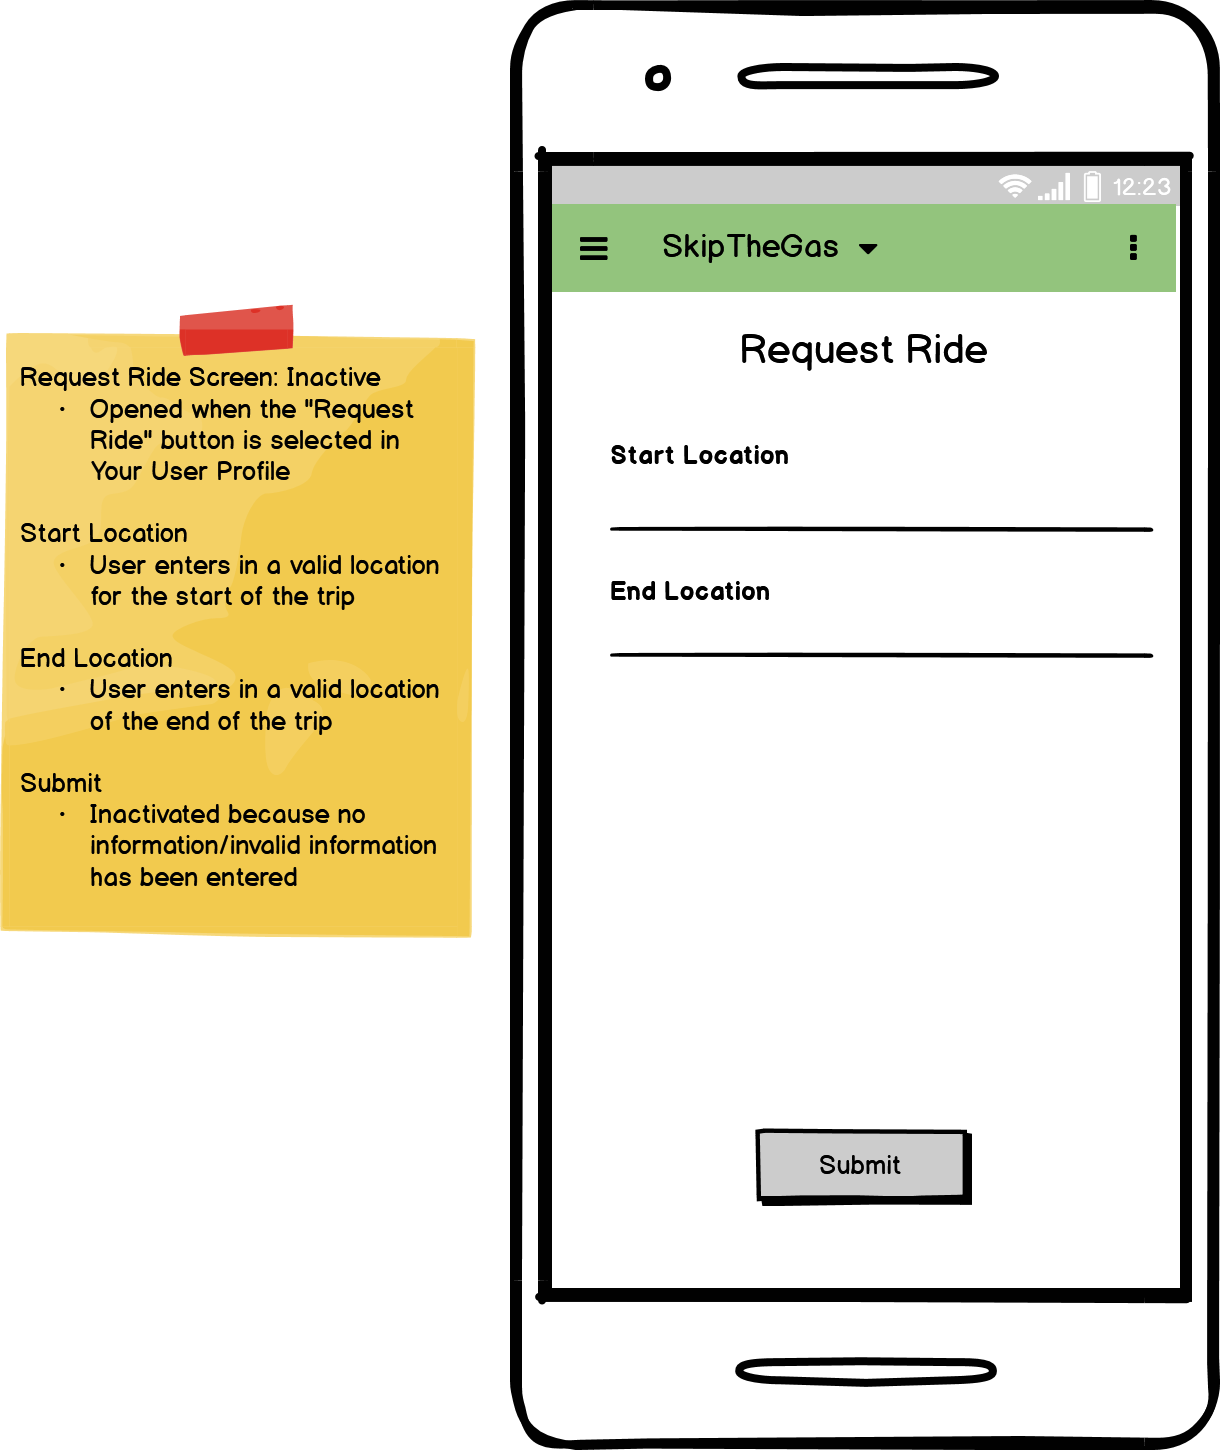 Request Ride Screen: Inactive
· Opened when the "Request
Ride" button is selected in
Your User Profile
Start Location
· User enters in a valid location
for the start of the trip
End Location
· User enters in a valid location
of the end of the trip
Submit
· Inactivated because no
information/invalid information
has been entered
12:23
SkipTheGas
Request Ride
Start Location
End Location
Submit